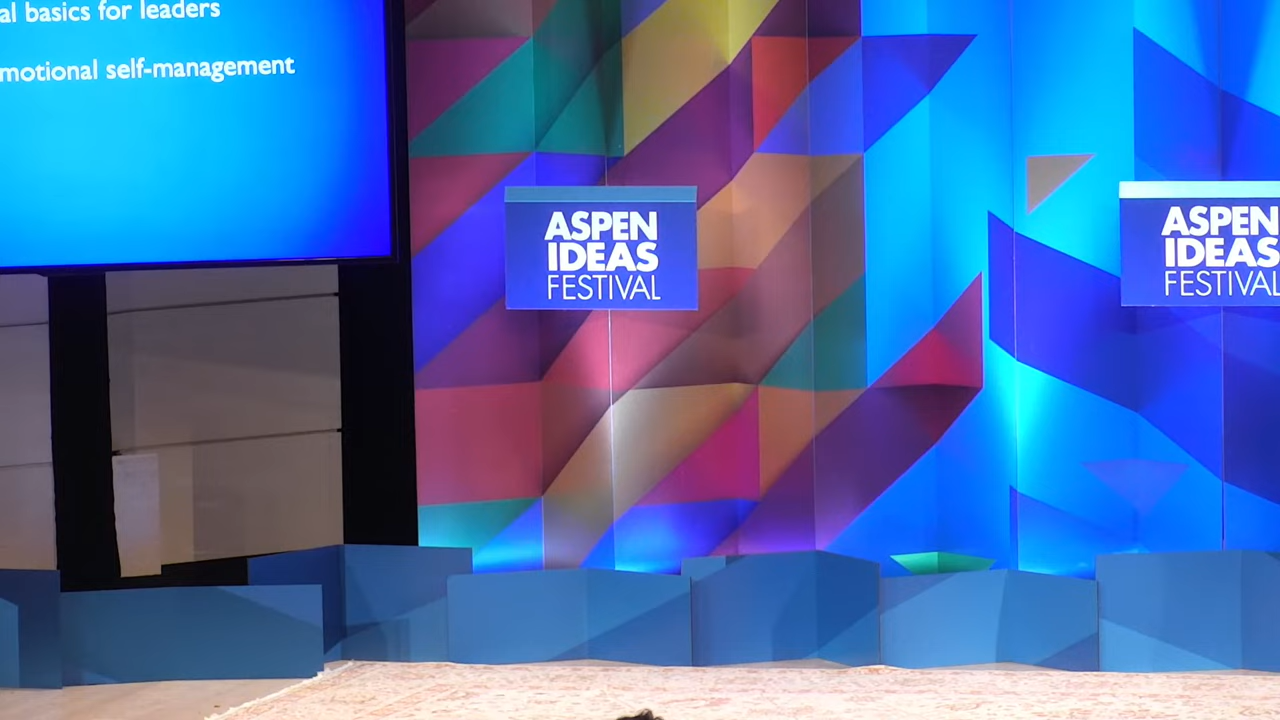 al basics for leaders
motional self-management
ASPEN
IDEAS
FESTIVAL
ASPEN
IDEAS
FESTIVAL